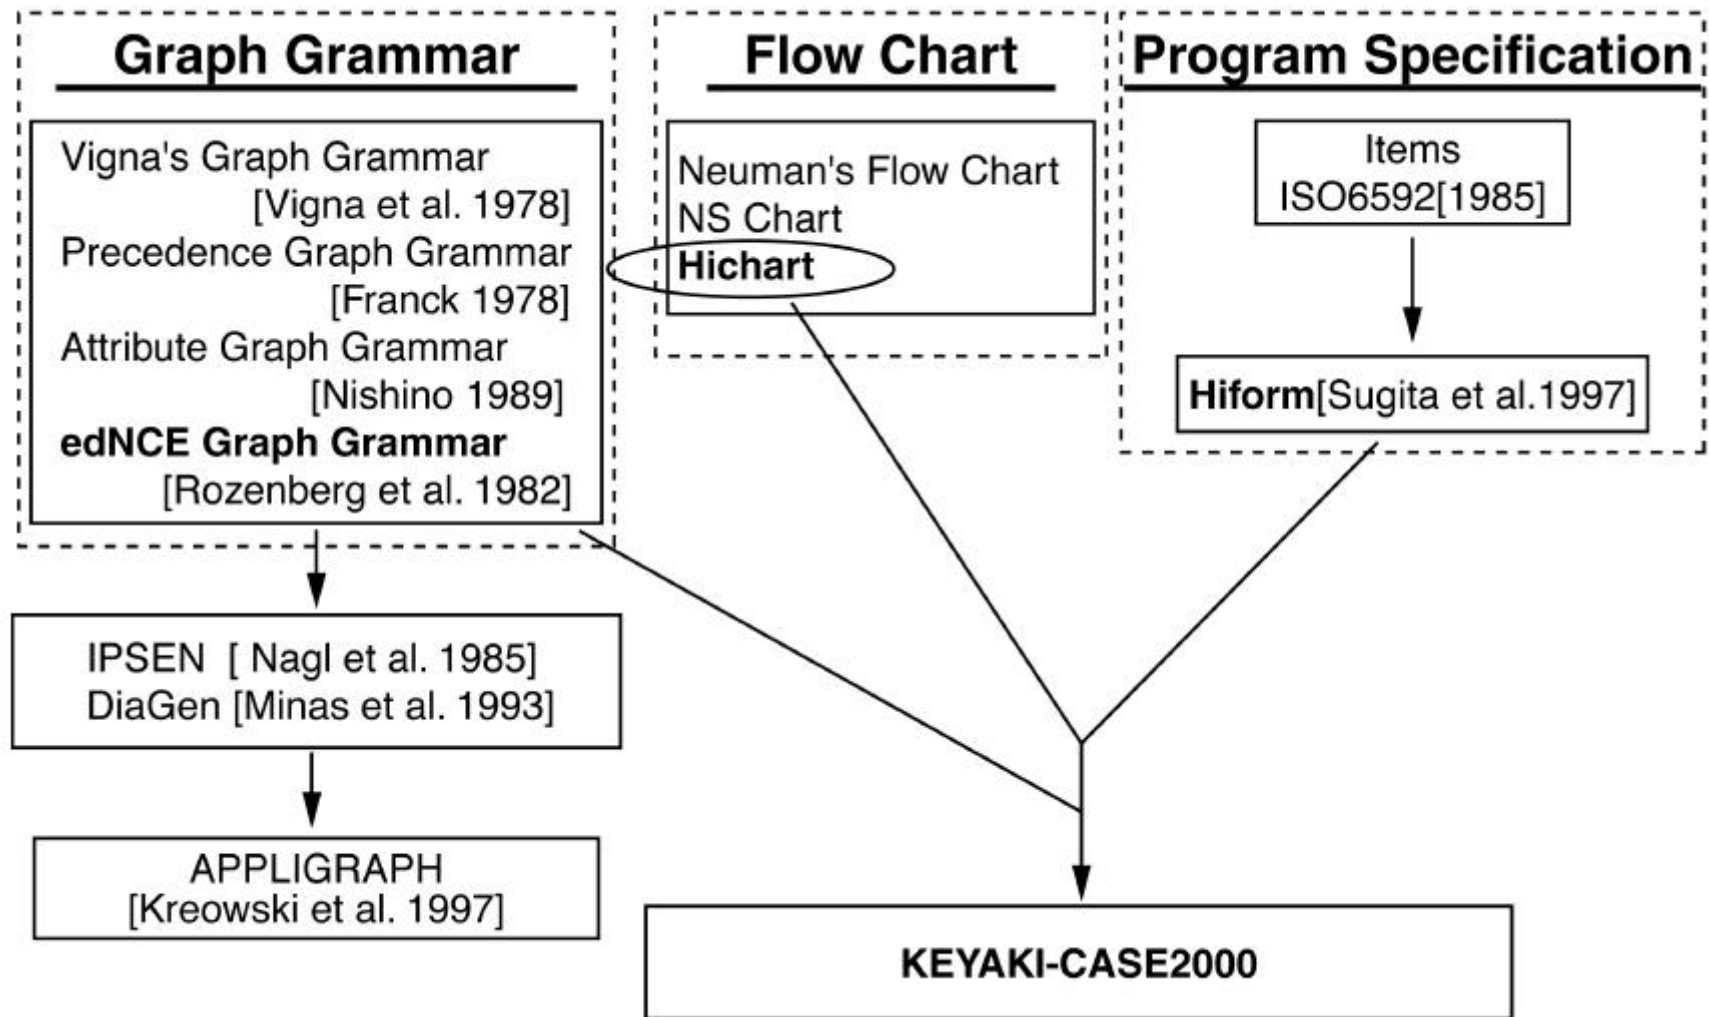 Graph Grammar
Vigna's Graph Grammar
[Vigna et al. 1978]
Precedence Graph Grammar
[Franck 1978]
Attribute Graph Grammar
[Nishino 1989]
edNCE Graph Grammar
[Rozenberg et al. 1982]
IPSEN [ Nagl et al. 1985]
DiaGen [Minas et al. 1993]
APPLIGRAPH
[Kreowski et al. 1997]
Flow Chart
Neuman's Flow Chart
NS Chart
Hichart
Program Specification
Items
ISO6592[1985]
Hiform[Sugita et al.1997]
KEYAKI-CASE2000